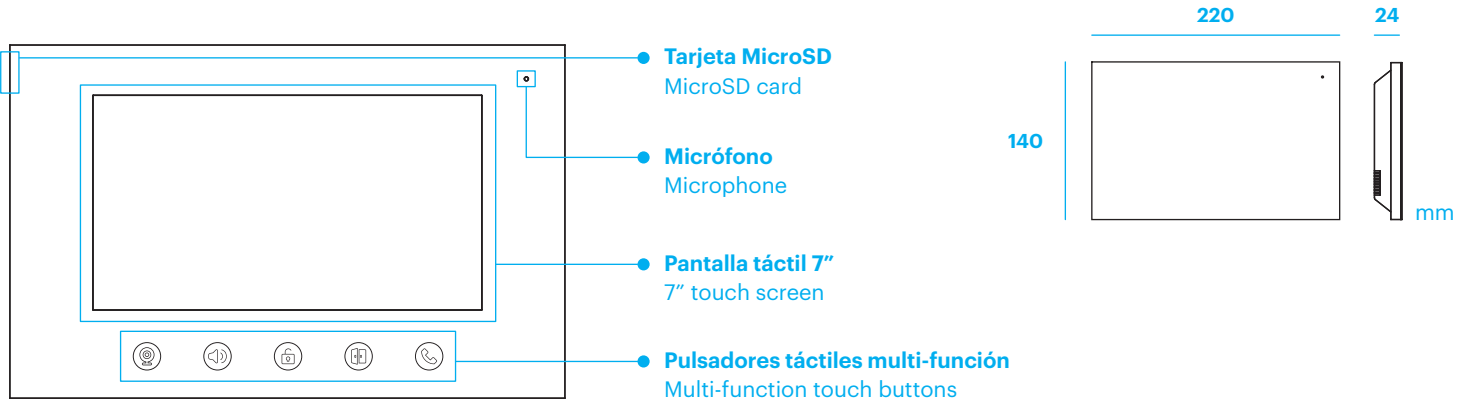 Tarjeta MicroSD
MicroSD card
Micrófono
Microphone
Pantalla táctil 7”
7” touch screen
Pulsadores táctiles multi-función
Multi-function touch buttons
220
24
140
mm